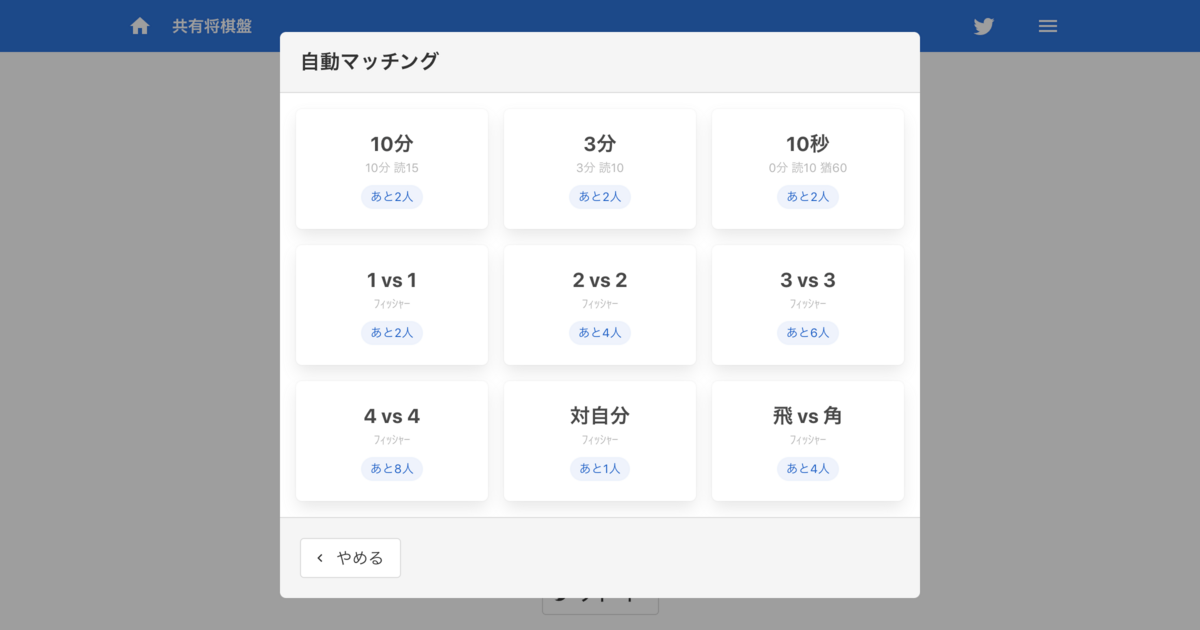 共有将棋盤
自動マッチング
10分
10分 読15
あと2人
3分
3分 読10
あと2人
10秒
0分 読10 猶60
あと2人
1 vs 1
ﾌｨｯｼｬｰ
あと2人
2 vs 2
ﾌｨｯｼｬｰ
あと4人
3 vs 3
ﾌｨｯｼｬｰ
あと6人
4 vs 4
ﾌｨｯｼｬｰ
あと8人
対自分
ﾌｨｯｼｬｰ
あと1人
飛 vs 角
ﾌｨｯｼｬｰ
あと4人
やめる